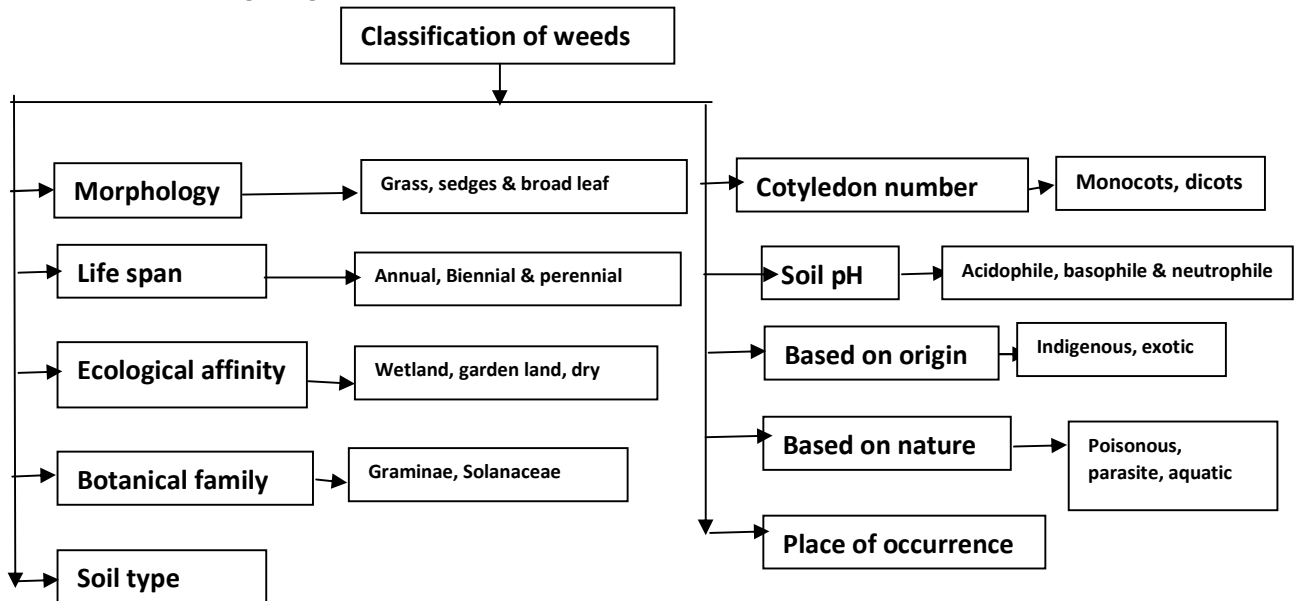 Classification of weeds
Morphology
Grass, sedges & broad leaf
Life span
Annual, Biennial & perennial
Ecological affinity
Wetland, garden land, dry
Botanical family
Graminae, Solanaceae
Soil type
Cotyledon number
Monocots, dicots
Soil pH
Acidophile, basophile & neutrophile
Based on origin
Indigenous, exotic
Based on nature
Poisonous,
parasite, aquatic
Place of occurrence